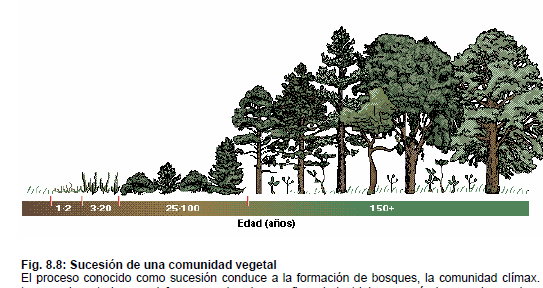 1-2 3-20 25-100 150+
Edad (años)
Fig. 8.8: Sucesión de una comunidad vegetal
El proceso conocido como sucesión conduce a la formación de bosques, la comunidad clímax.